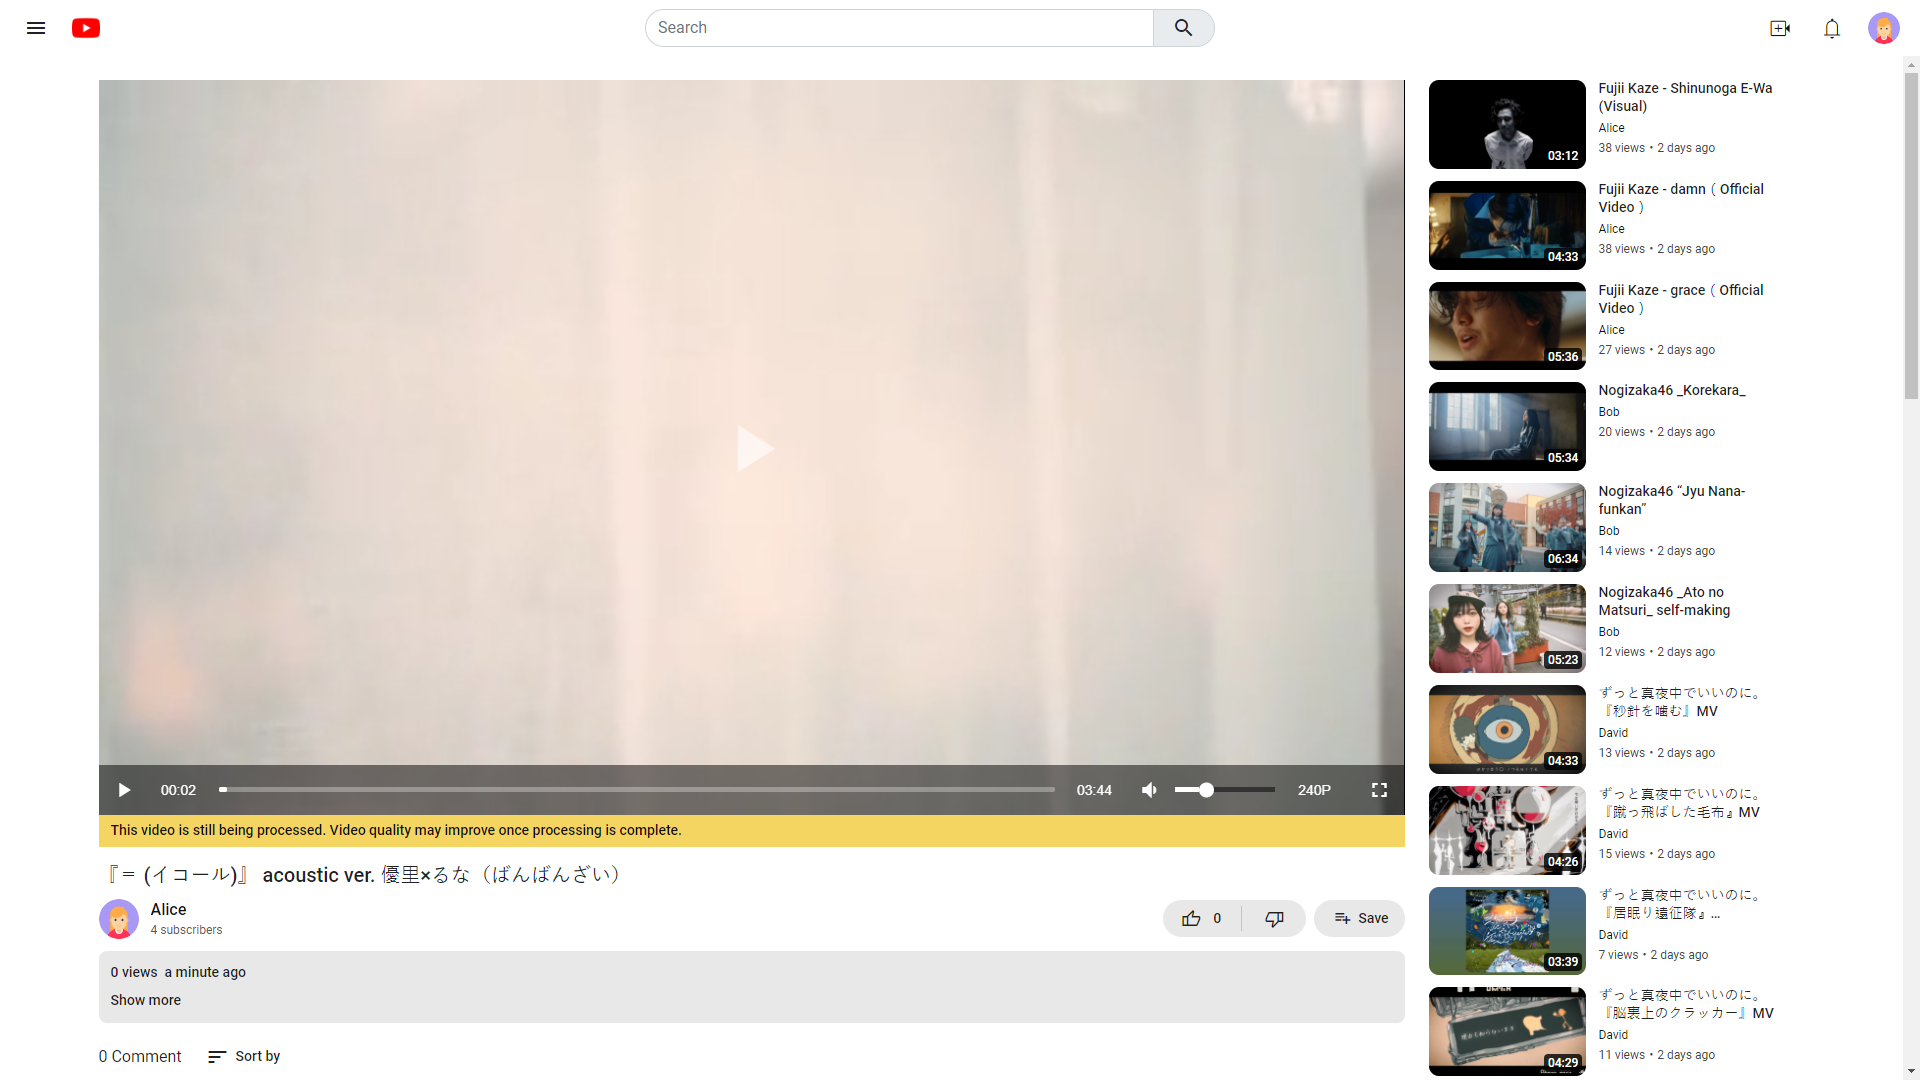 Search
00:02
03:44
240P
This video is still being processed. Video quality may improve once processing is complete.
『＝ (イコール)』 acoustic ver. 優里×るな（ばんばんざい）
Alice
4 subscribers
0
Save
0 views a minute ago
Show more
0 Comment
Sort by
03:12
Fujii Kaze - Shinunoga E-Wa
(Visual)
Alice
38 views • 2 days ago
04:33
Fujii Kaze - damn（Official
Video）
Alice
38 views • 2 days ago
05:36
Fujii Kaze - grace（Official
Video）
Alice
27 views • 2 days ago
05:34
Nogizaka46 _Korekara_
Bob
20 views • 2 days ago
06:34
Nogizaka46 “Jyu Nana-
funkan”
Bob
14 views • 2 days ago
05:23
Nogizaka46 _Ato no
Matsuri_ self-making
Bob
12 views • 2 days ago
04:33
ずっと真夜中でいいのに。
『秒針を噛む』MV
David
13 views • 2 days ago
04:26
ずっと真夜中でいいのに。
『蹴っ飛ばした毛布』MV
David
15 views • 2 days ago
03:39
ずっと真夜中でいいのに。
『居眠り遠征隊』...
David
7 views • 2 days ago
04:29
ずっと真夜中でいいのに。
『脳裏上のクラッカー』MV
David
11 views • 2 days ago